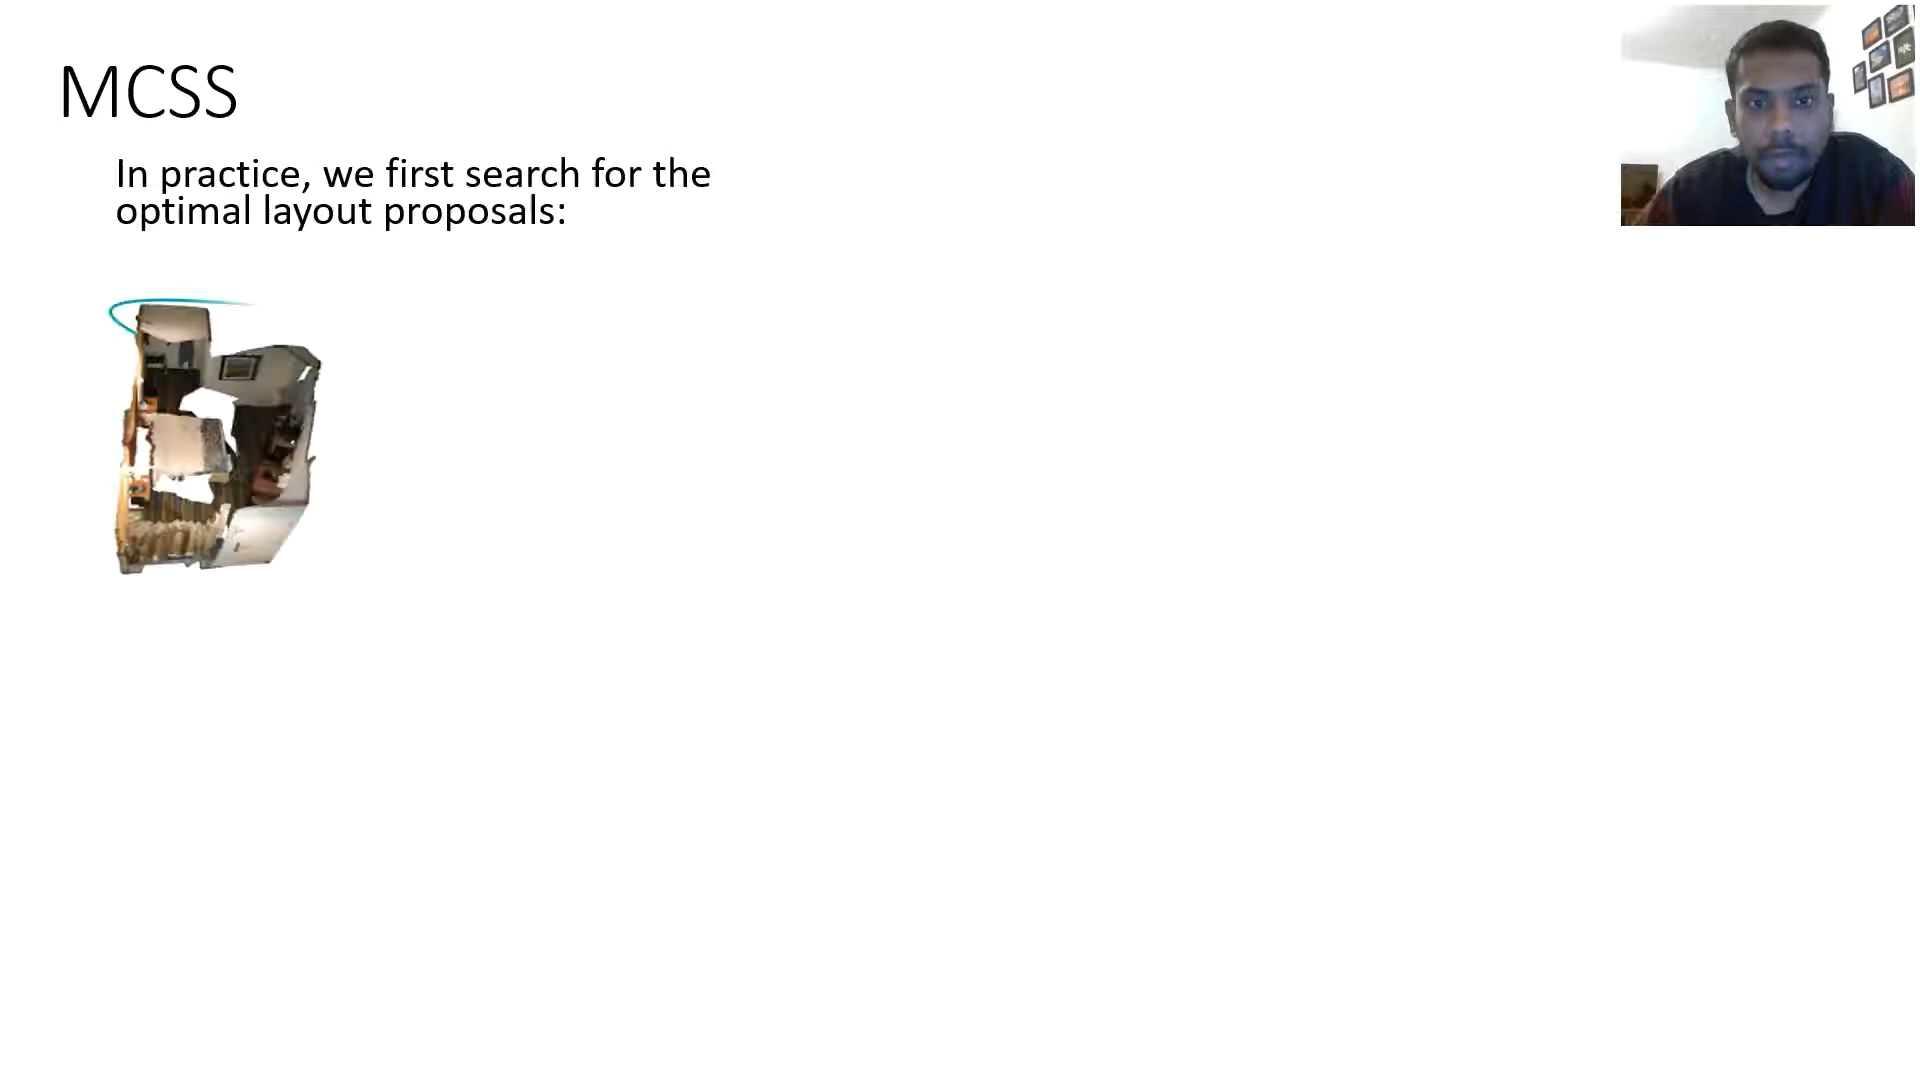 MCSS
In practice, we first search for the
optimal layout proposals: